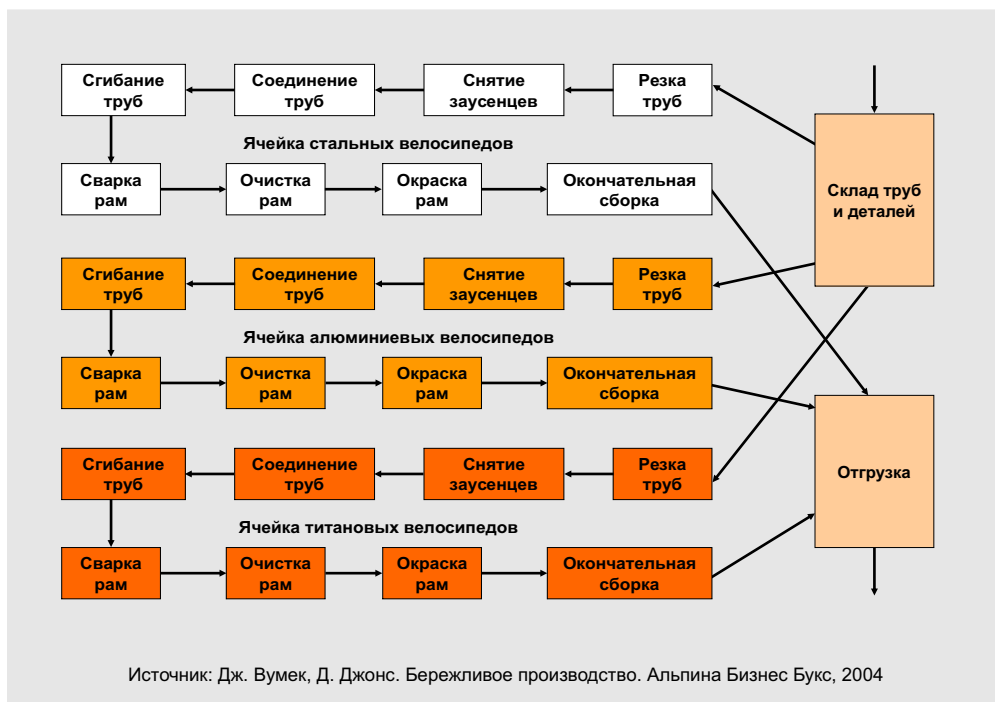 Сгибание
труб
Соединение
труб
Снятие
заусенцев
Резка
труб
Ячейка стальных велосипедов
Сварка
рам
Очистка
рам
Окраска
рам
Окончательная
сборка
Склад труб
и деталей
Сгибание
труб
Соединение
труб
Снятие
заусенцев
Резка
труб
Ячейка алюминиевых велосипедов
Сварка
рам
Очистка
рам
Окраска
рам
Окончательная
сборка
Сгибание
труб
Соединение
труб
Снятие
заусенцев
Резка
труб
Отгрузка
Ячейка титановых велосипедов
Сварка
рам
Очистка
рам
Окраска
рам
Окончательная
сборка
Источник: Дж. Вумек, Д. Джонс. Бережливое производство. Альпина Бизнес Букс, 2004